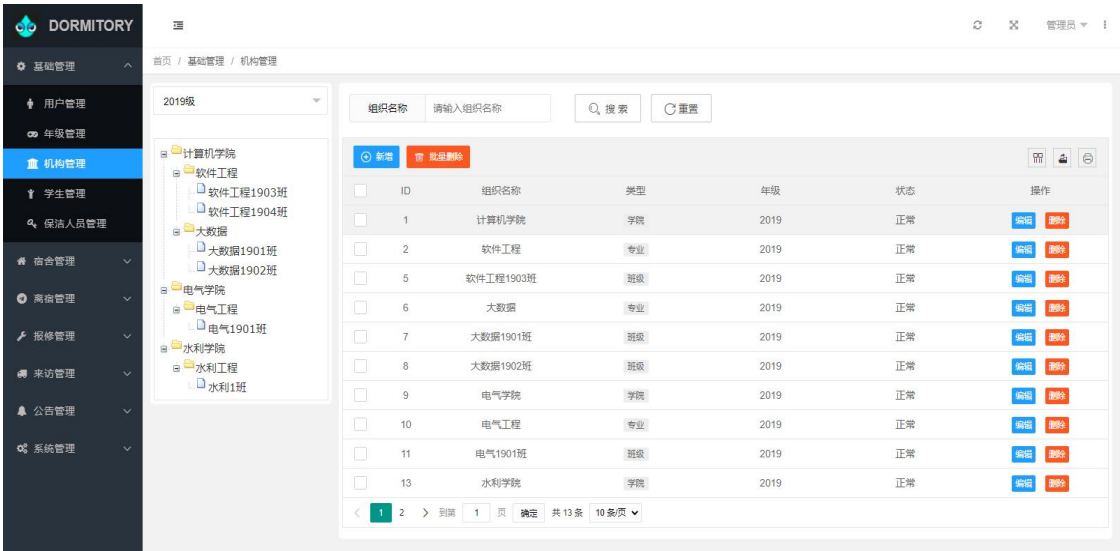 DORMITORY
管理员
首页 / 基础管理 / 机构管理
基础管理
用户管理
年级管理
机构管理
学生管理
保洁人员管理
宿舍管理
离宿管理
报修管理
来访管理
公告管理
系统管理
2019级
计算机学院
软件工程
软件工程1903班
软件工程1904班
大数据
大数据1901班
大数据1902班
电气学院
电气工程
电气1901班
水利学院
水利工程
水利1班
组织名称 请输入组织名称 搜索 重置
新增 批量删除
ID 组织名称 类型 年级 状态 操作
1 计算机学院 学院 2019 正常 编辑 删除
2 软件工程 专业 2019 正常 编辑 删除
5 软件工程1903班 班级 2019 正常 编辑 删除
6 大数据 专业 2019 正常 编辑 删除
7 大数据1901班 班级 2019 正常 编辑 删除
8 大数据1902班 班级 2019 正常 编辑 删除
9 电气学院 学院 2019 正常 编辑 删除
10 电气工程 专业 2019 正常 编辑 删除
11 电气1901班 班级 2019 正常 编辑 删除
13 水利学院 学院 2019 正常 编辑 删除
1 2 到第 1 页 确定 共 13 条 10 条/页